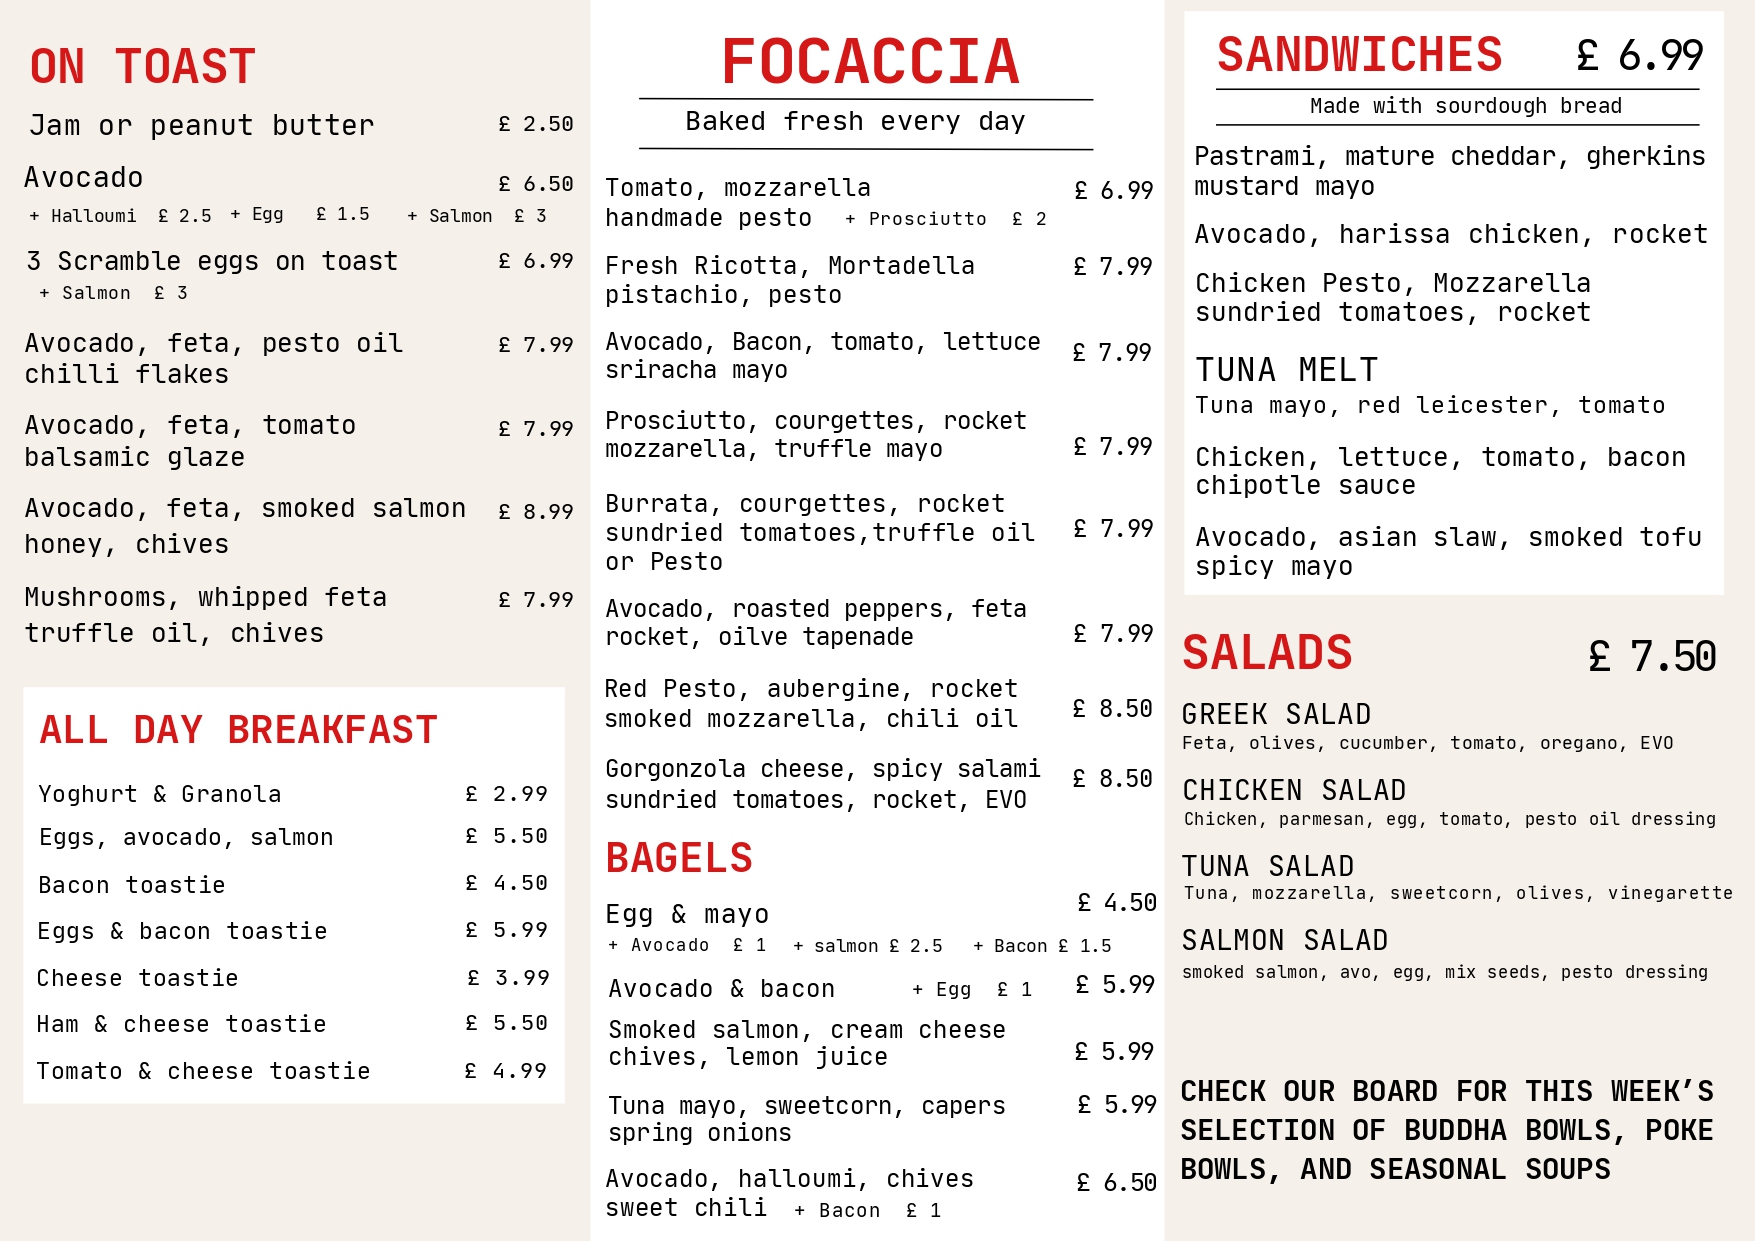 ON TOAST
Jam or peanut butter £ 2.50
Avocado £ 6.50
+ Halloumi £ 2.5 + Egg £ 1.5 + Salmon £ 3
3 Scramble eggs on toast £ 6.99
+ Salmon £ 3
Avocado, feta, pesto oil £ 7.99
chilli flakes
Avocado, feta, tomato £ 7.99
balsamic glaze
Avocado, feta, smoked salmon £ 8.99
honey, chives
Mushrooms, whipped feta £ 7.99
truffle oil, chives
ALL DAY BREAKFAST
Yoghurt & Granola £ 2.99
Eggs, avocado, salmon £ 5.50
Bacon toastie £ 4.50
Eggs & bacon toastie £ 5.99
Cheese toastie £ 3.99
Ham & cheese toastie £ 5.50
Tomato & cheese toastie £ 4.99
FOCACCIA
Baked fresh every day
Tomato, mozzarella £ 6.99
handmade pesto + Prosciutto £ 2
Fresh Ricotta, Mortadella £ 7.99
pistachio, pesto
Avocado, Bacon, tomato, lettuce £ 7.99
sriracha mayo
Prosciutto, courgettes, rocket
mozzarella, truffle mayo £ 7.99
Burrata, courgettes, rocket
sundried tomatoes,truffle oil £ 7.99
or Pesto
Avocado, roasted peppers, feta
rocket, oilve tapenade £ 7.99
Red Pesto, aubergine, rocket
smoked mozzarella, chili oil £ 8.50
Gorgonzola cheese, spicy salami £ 8.50
sundried tomatoes, rocket, EVO
BAGELS
Egg & mayo £ 4.50
+ Avocado £ 1 + salmon £ 2.5 + Bacon £ 1.5
Avocado & bacon + Egg £ 1 £ 5.99
Smoked salmon, cream cheese
chives, lemon juice £ 5.99
Tuna mayo, sweetcorn, capers £ 5.99
spring onions
Avocado, halloumi, chives £ 6.50
sweet chili + Bacon £ 1
SANDWICHES £ 6.99
Made with sourdough bread
Pastrami, mature cheddar, gherkins
mustard mayo
Avocado, harissa chicken, rocket
Chicken Pesto, Mozzarella
sundried tomatoes, rocket
TUNA MELT
Tuna mayo, red leicester, tomato
Chicken, lettuce, tomato, bacon
chipotle sauce
Avocado, asian slaw, smoked tofu
spicy mayo
SALADS £ 7.50
GREEK SALAD
Feta, olives, cucumber, tomato, oregano, EVO
CHICKEN SALAD
Chicken, parmesan, egg, tomato, pesto oil dressing
TUNA SALAD
Tuna, mozzarella, sweetcorn, olives, vinegarette
SALMON SALAD
smoked salmon, avo, egg, mix seeds, pesto dressing
CHECK OUR BOARD FOR THIS WEEK’S
SELECTION OF BUDDHA BOWLS, POKE
BOWLS, AND SEASONAL SOUPS